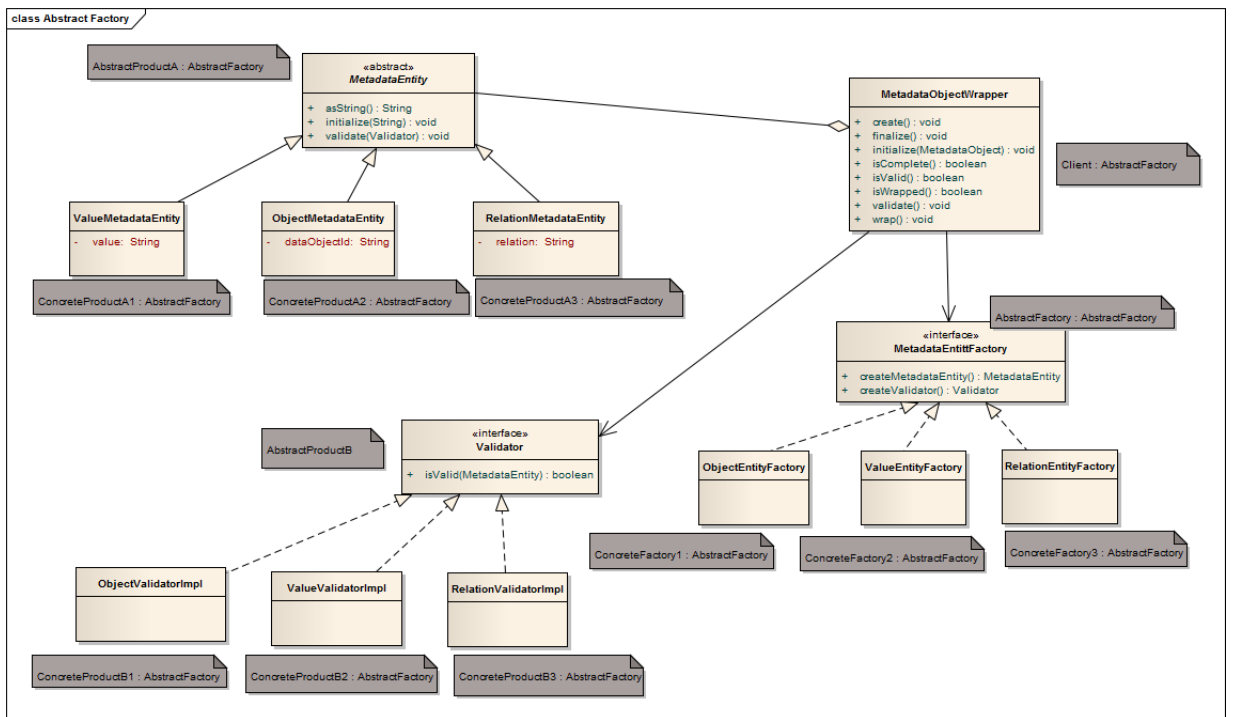 class Abstract Factory
AbstractProductA : AbstractFactory
«abstract»
MetadataEntity
+ asString() : String
+ initialize(String) : void
+ validate(Validator) : void
MetadataObjectWrapper
+ create() : void
+ finalize() : void
+ initialize(MetadataObject) : void
+ isComplete() : boolean
+ isValid() : boolean
+ isWrapped() : boolean
+ validate() : void
+ wrap() : void
Client : AbstractFactory
ValueMetadataEntity
- value: String
ObjectMetadataEntity
- dataObjectId: String
RelationMetadataEntity
- relation: String
ConcreteProductA1 : AbstractFactory
ConcreteProductA2 : AbstractFactory
ConcreteProductA3 : AbstractFactory
AbstractFactory : AbstractFactory
«interface»
MetadataEntittFactory
+ createMetadataEntity() : MetadataEntity
+ createValidator() : Validator
AbstractProductB
«interface»
Validator
+ isValid(MetadataEntity) : boolean
ObjectEntityFactory
ValueEntityFactory
RelationEntityFactory
ConcreteFactory1 : AbstractFactory
ConcreteFactory2 : AbstractFactory
ConcreteFactory3 : AbstractFactory
ObjectValidatorImpl
ValueValidatorImpl
RelationValidatorImpl
ConcreteProductB1 : AbstractFactory
ConcreteProductB2 : AbstractFactory
ConcreteProductB3 : AbstractFactory